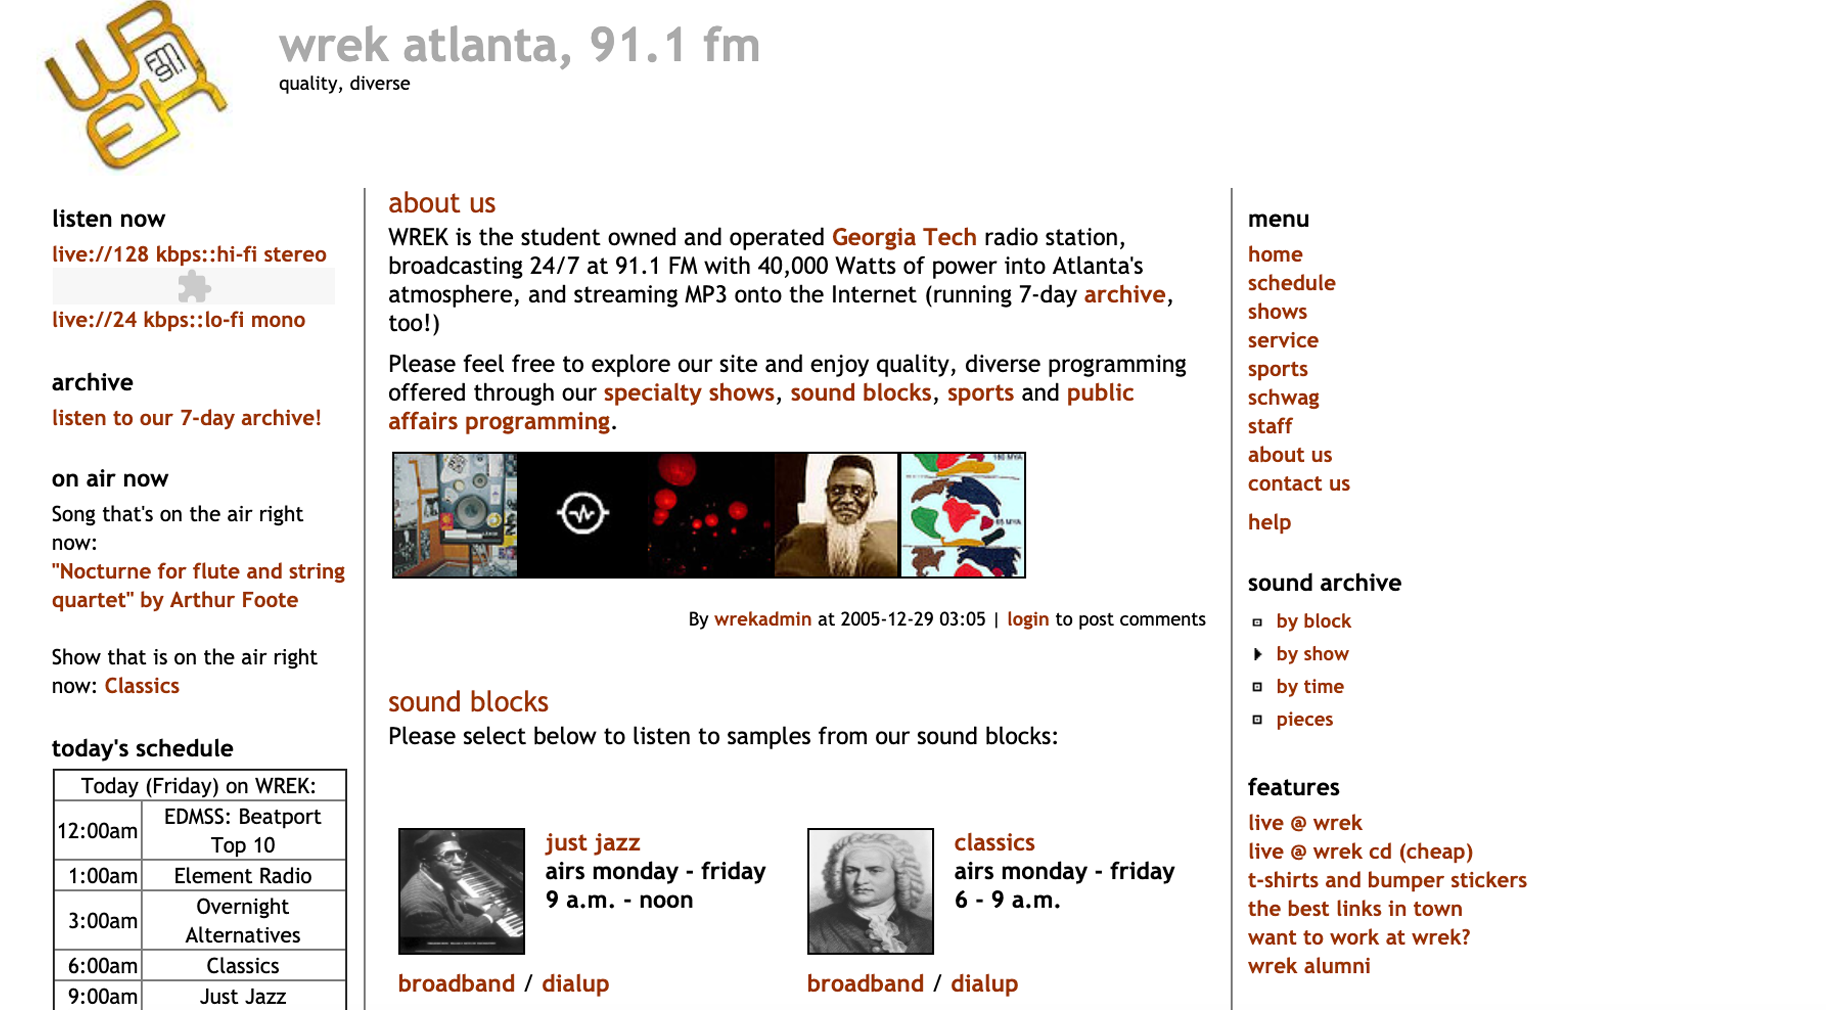 WREK
FM
91.1
wrek atlanta, 91.1 fm
quality, diverse
listen now
live://128 kbps::hi-fi stereo
live://24 kbps::lo-fi mono
archive
listen to our 7-day archive!
on air now
Song that's on the air right
now:
"Nocturne for flute and string
quartet" by Arthur Foote
Show that is on the air right
now: Classics
today's schedule
Today (Friday) on WREK:
12:00am EDMSS: Beatport
Top 10
1:00am Element Radio
3:00am Overnight
Alternatives
6:00am Classics
9:00am Just Jazz
about us
WREK is the student owned and operated Georgia Tech radio station,
broadcasting 24/7 at 91.1 FM with 40,000 Watts of power into Atlanta's
atmosphere, and streaming MP3 onto the Internet (running 7-day archive,
too!)
Please feel free to explore our site and enjoy quality, diverse programming
offered through our specialty shows, sound blocks, sports and public
affairs programming.
180 MYA
65 MYA
By wrekadmin at 2005-12-29 03:05 | login to post comments
sound blocks
Please select below to listen to samples from our sound blocks:
just jazz
airs monday - friday
9 a.m. - noon
broadband / dialup
classics
airs monday - friday
6 - 9 a.m.
broadband / dialup
menu
home
schedule
shows
service
sports
schwag
staff
about us
contact us
help
sound archive
by block
by show
by time
pieces
features
live @ wrek
live @ wrek cd (cheap)
t-shirts and bumper stickers
the best links in town
want to work at wrek?
wrek alumni